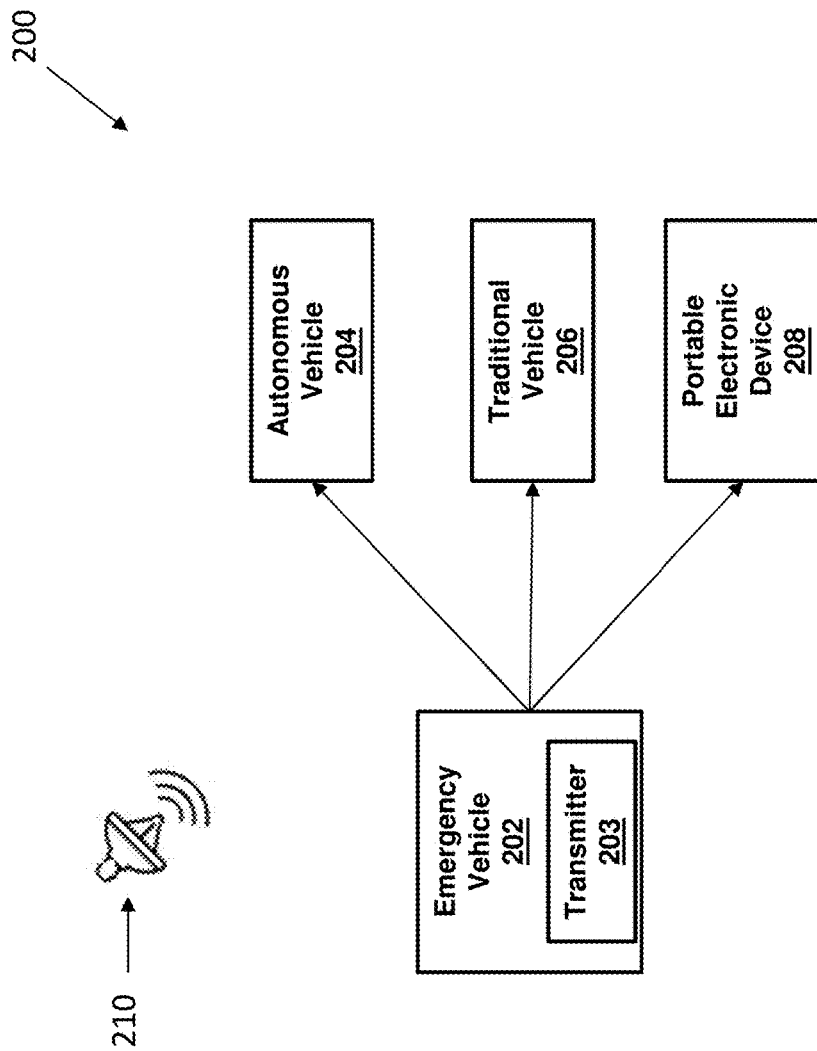 200
210
Emergency
Vehicle
202
Transmitter
203
Autonomous
Vehicle
204
Traditional
Vehicle
206
Portable
Electronic
Device
208